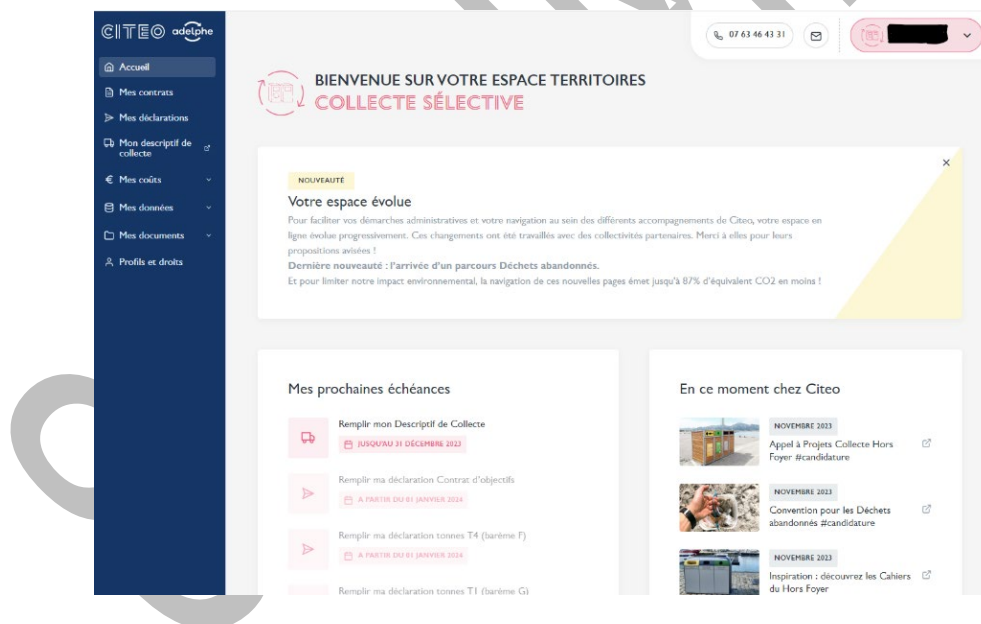 CITEO adelphe
07 63 46 43 31
Accueil
Mes contrats
Mes déclarations
Mon descriptif de
collecte
Mes coûts
Mes données
Mes documents
Profils et droits
BIENVENUE SUR VOTRE ESPACE TERRITOIRES
COLLECTE SÉLECTIVE
NOUVEAUTÉ
Votre espace évolue
Pour faciliter vos démarches administratives et votre navigation au sein des différents accompagnements de Citeo, votre espace en
ligne évolue progressivement. Ces changements ont été travaillés avec des collectivités partenaires. Merci à elles pour leurs
propositions avisées !
Dernière nouveauté : l'arrivée d'un parcours Déchets abandonnés.
Et pour limiter notre impact environnemental, la navigation de ces nouvelles pages émet jusqu'à 87% d'équivalent CO2 en moins !
Mes prochaines échéances
Remplir mon Descriptif de Collecte
JUSQU'AU 31 DÉCEMBRE 2023
Remplir ma déclaration Contrat d'objectifs
A PARTIR DU 01 JANVIER 2024
Remplir ma déclaration tonnes T4 (barème F)
A PARTIR DU 01 JANVIER 2024
Remplir ma déclaration tonnes T1 (barème G)
En ce moment chez Citeo
NOVEMBRE 2023
Appel à Projets Collecte Hors
Foyer #candidature
NOVEMBRE 2023
Convention pour les Déchets
abandonnés #candidature
NOVEMBRE 2023
Inspiration : découvrez les Cahiers
du Hors Foyer